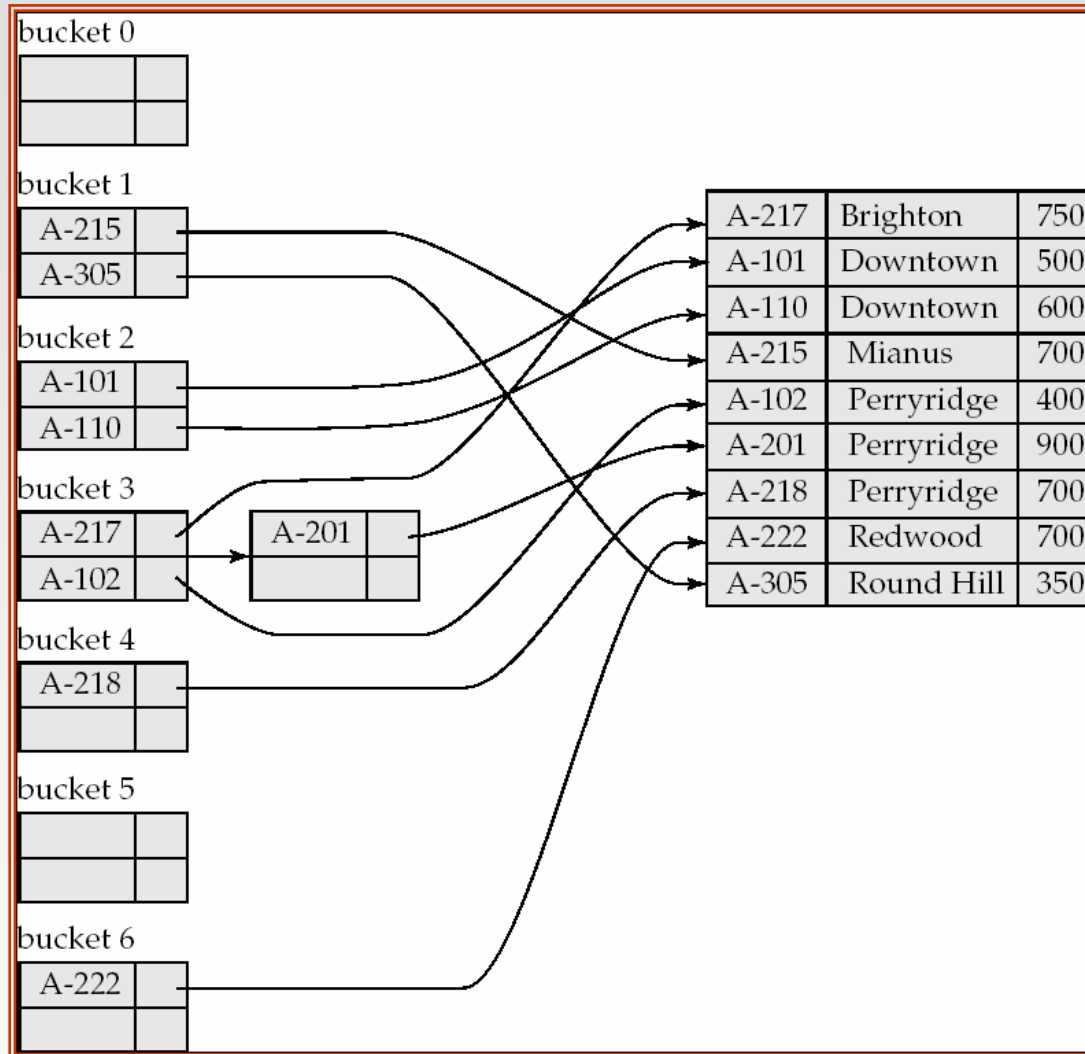 bucket 0
bucket 1
A-215
A-305
bucket 2
A-101
A-110
bucket 3
A-217
A-102
A-201
bucket 4
A-218
bucket 5
bucket 6
A-222
A-217 Brighton 750
A-101 Downtown 500
A-110 Downtown 600
A-215 Mianus 700
A-102 Perryridge 400
A-201 Perryridge 900
A-218 Perryridge 700
A-222 Redwood 700
A-305 Round Hill 350